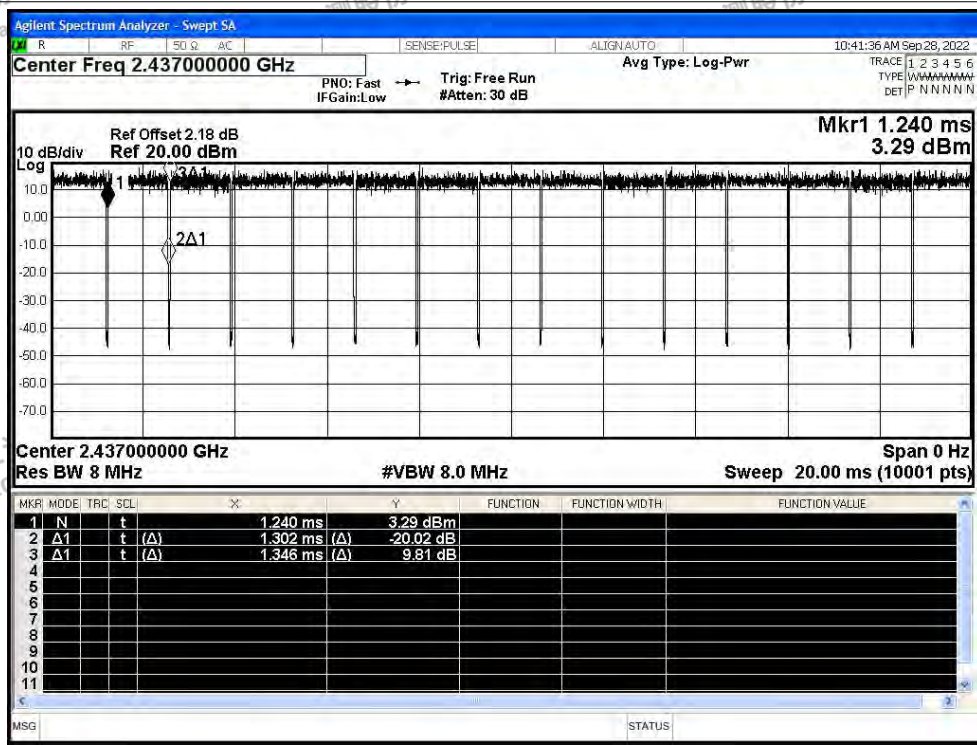 Agilent Spectrum Analyzer - Swept SA
LXI R RF 50 Ω AC SENSE:PULSE ALIGN AUTO 10:41:36 AM Sep 28, 2022
Center Freq 2.437000000 GHz Avg Type: Log-Pwr TRACE 1 2 3 4 5 6
PNO: Fast Trig: Free Run TYPE WWWWWW
IFGain:Low #Atten: 30 dB DET P N N N N N
Mkr1 1.240 ms
Ref Offset 2.18 dB
10 dB/div Ref 20.00 dBm 3.29 dBm
Log
3Δ1
1
10.0
0.00
2Δ1
-10.0
-20.0
-30.0
-40.0
-50.0
-60.0
-70.0
Center 2.437000000 GHz Span 0 Hz
Res BW 8 MHz #VBW 8.0 MHz Sweep 20.00 ms (10001 pts)
MKR MODE TRC SCL X Y FUNCTION FUNCTION WIDTH FUNCTION VALUE
1 N t 1.240 ms 3.29 dBm
2 Δ1 t (Δ) 1.302 ms (Δ) -20.02 dB
3 Δ1 t (Δ) 1.346 ms (Δ) 9.81 dB
4
5
6
7
8
9
10
11
MSG STATUS